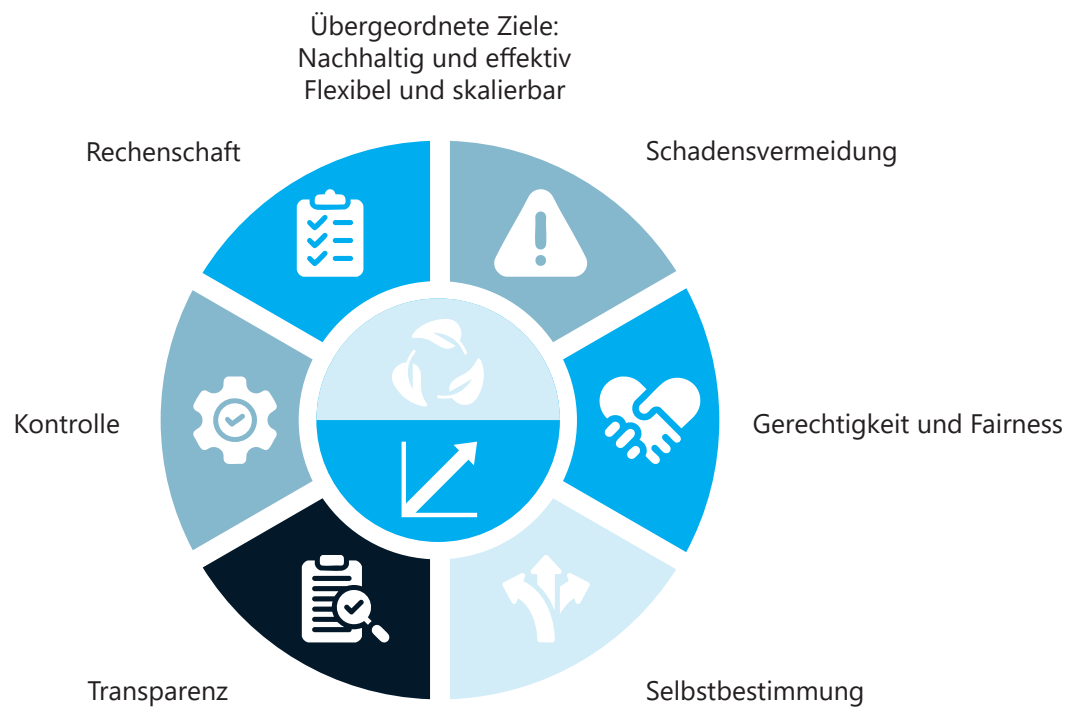 Übergeordnete Ziele:
Nachhaltig und effektiv
Flexibel und skalierbar
Rechenschaft
Schadensvermeidung
Kontrolle
Gerechtigkeit und Fairness
Transparenz
Selbstbestimmung